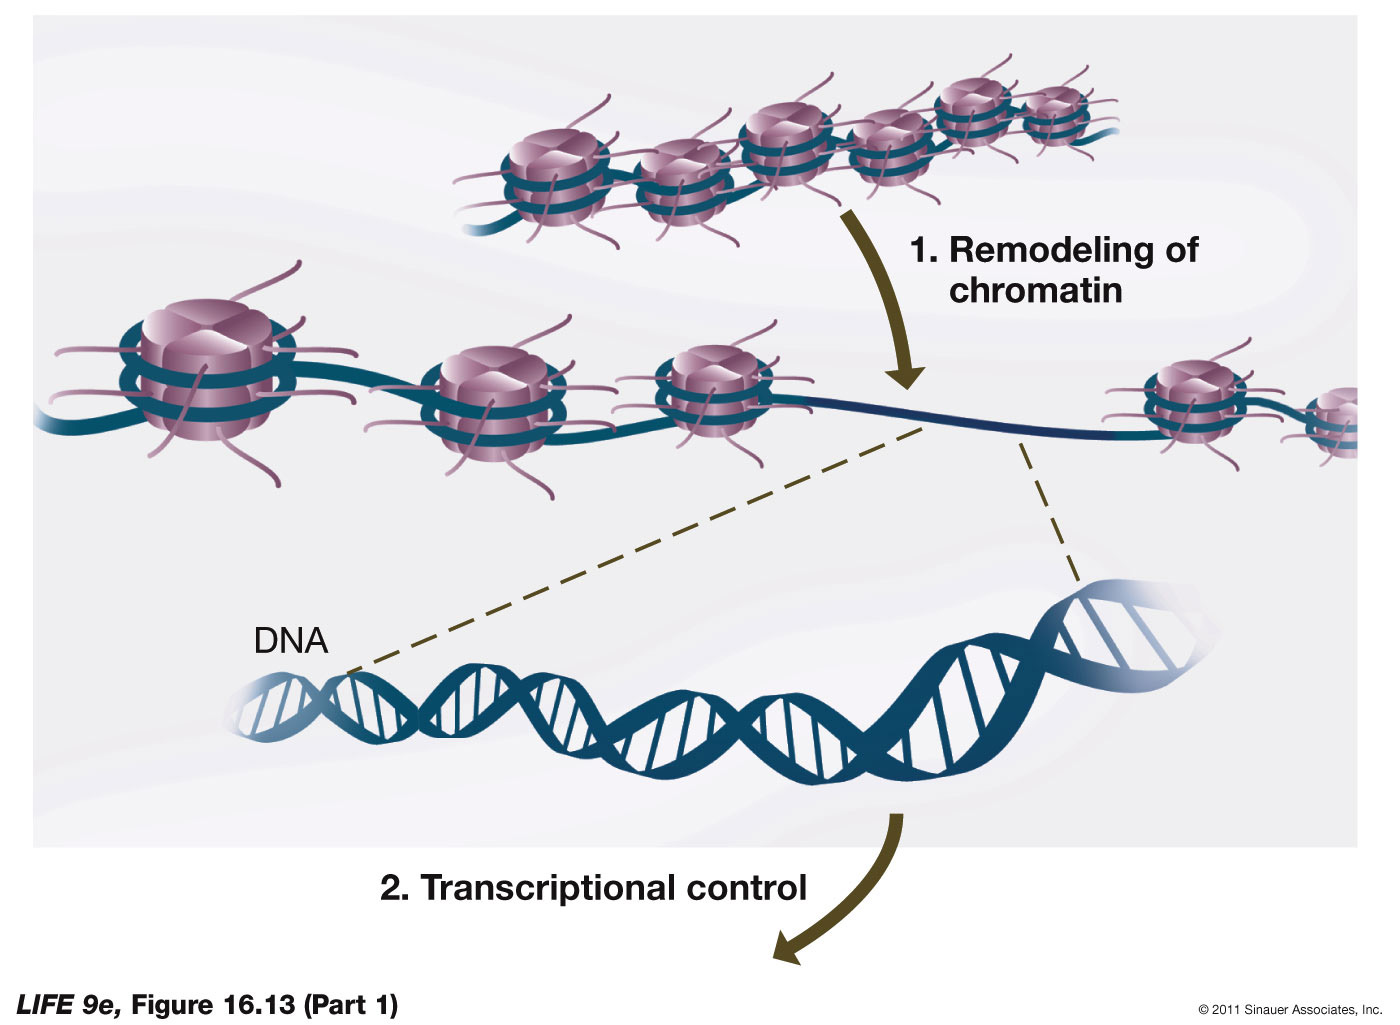 1. Remodeling of
chromatin
DNA
2. Transcriptional control
LIFE 9e, Figure 16.13 (Part 1)
© 2011 Sinauer Associates, Inc.